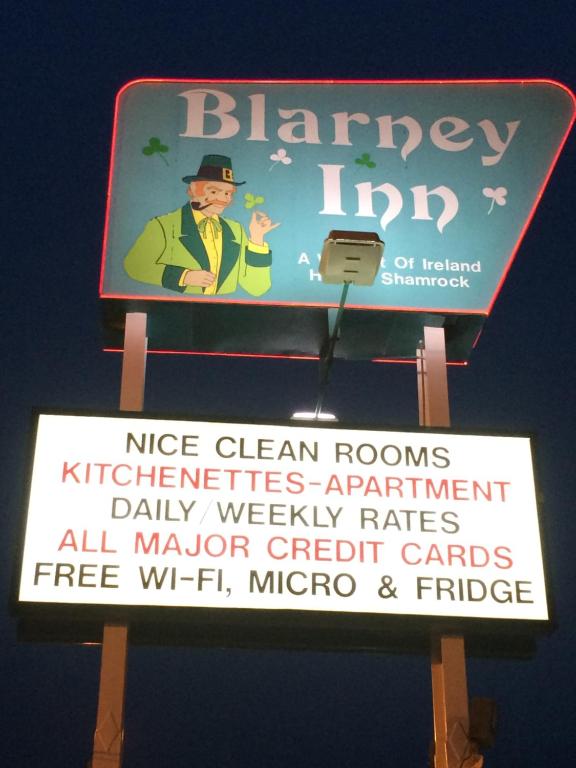 Blarney
Inn
A Of Ireland
Shamrock
NICE CLEAN ROOMS
KITCHENETTES-APARTMENT
DAILY/WEEKLY RATES
ALL MAJOR CREDIT CARDS
FREE WI-FI, MICRO & FRIDGE